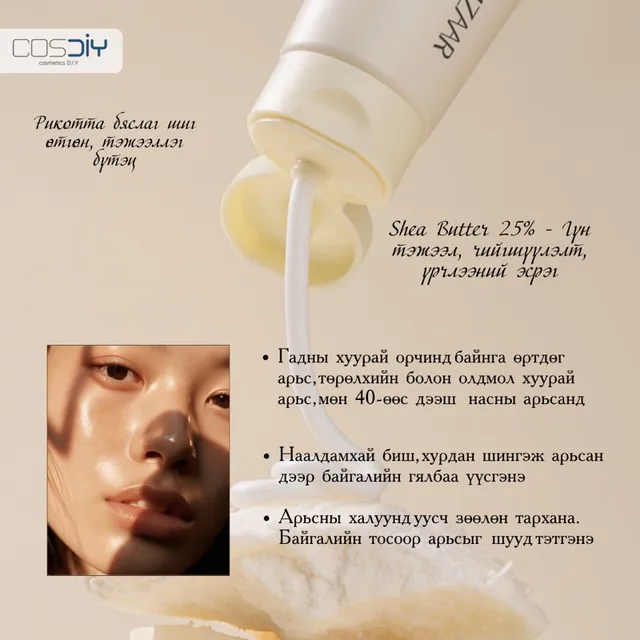 COSDIY
cosmetics D.I.Y
ZAAR
Рикотта бяслаг шиг
өтгөн, тэжээллэг
бүтэц
Shea Butter 25% - Гүн
тэжээл, чийгшүүлэлт,
үрчлээний эсрэг
• Гадны хуурай орчинд байнга өртдөг
арьс,төрөлхийн болон олдмол хуурай
арьс,мөн 40-өөс дээш насны арьсанд
• Наалдамхай биш,хурдан шингэж арьсан
дээр байгалийн гялбаа үүсгэнэ
• Арьсны халуунд уусч зөөлөн тархана.
Байгалийн тосоор арьсыг шууд тэтгэнэ